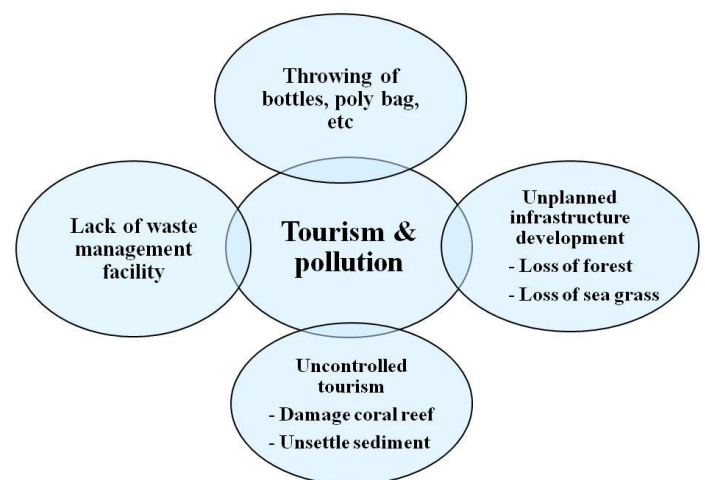 Throwing of
bottles, poly bag,
etc
Lack of waste
management
facility
Tourism &
pollution
Unplanned
infrastructure
development
- Loss of forest
- Loss of sea grass
Uncontrolled
tourism
- Damage coral reef
- Unsettle sediment